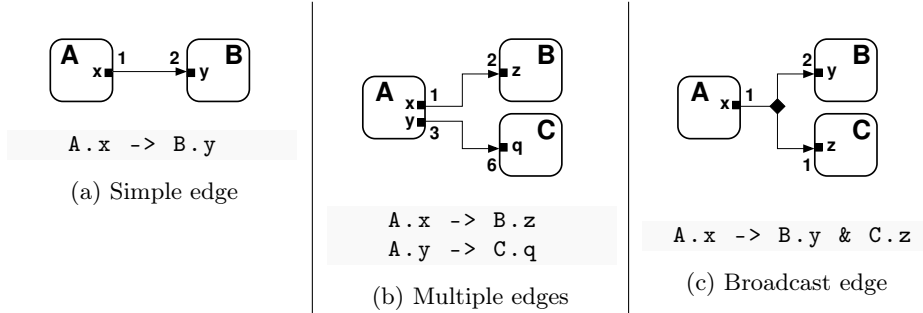 A 1 2 B
x y
A.x -> B.y
(a) Simple edge
B
2
z
A
x 1
y
3
C
q
6
A.x -> B.z
A.y -> C.q
(b) Multiple edges
B
2
y
A
x 1
C
z
1
A.x -> B.y & C.z
(c) Broadcast edge